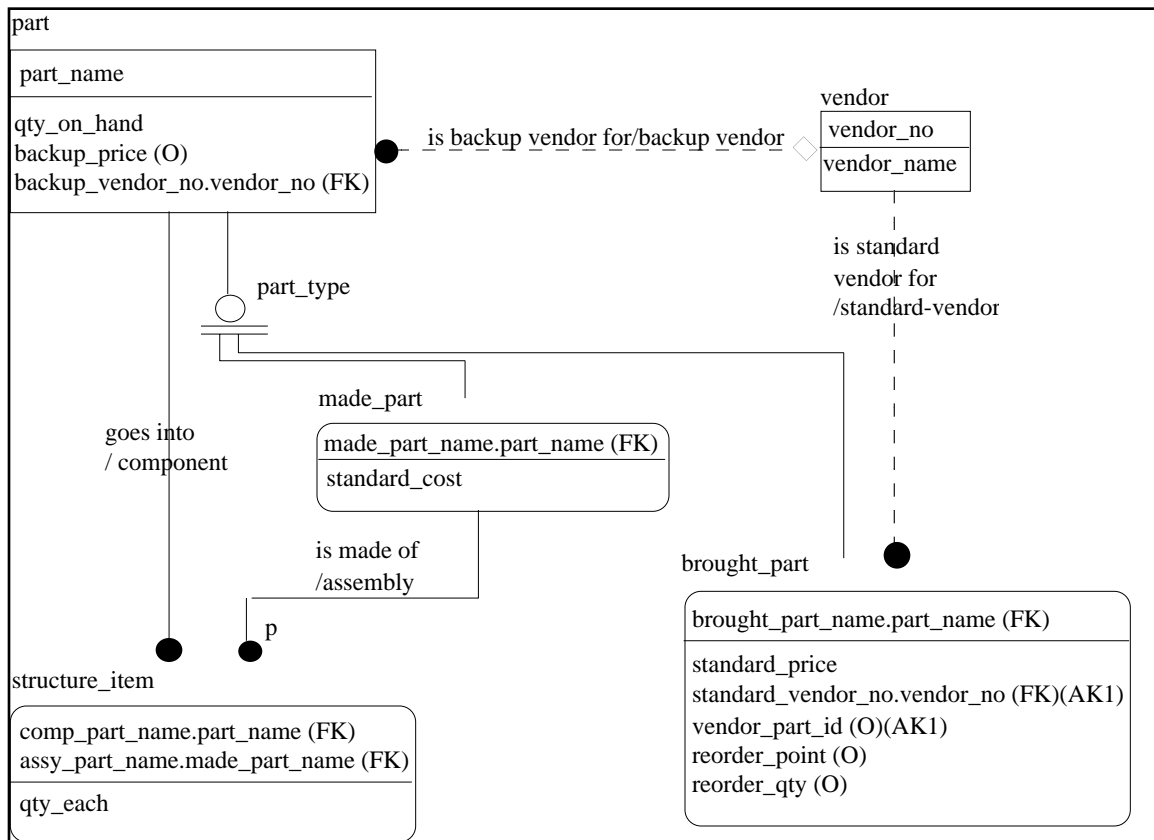 part
part_name
qty_on_hand
backup_price (O)
backup_vendor_no.vendor_no (FK)
is backup vendor for/backup vendor
vendor
vendor_no
vendor_name
is standard
vendor for
/standard-vendor
part_type
goes into
/ component
made_part
made_part_name.part_name (FK)
standard_cost
is made of
/assembly
p
brought_part
brought_part_name.part_name (FK)
standard_price
standard_vendor_no.vendor_no (FK)(AK1)
vendor_part_id (O)(AK1)
reorder_point (O)
reorder_qty (O)
structure_item
comp_part_name.part_name (FK)
assy_part_name.made_part_name (FK)
qty_each